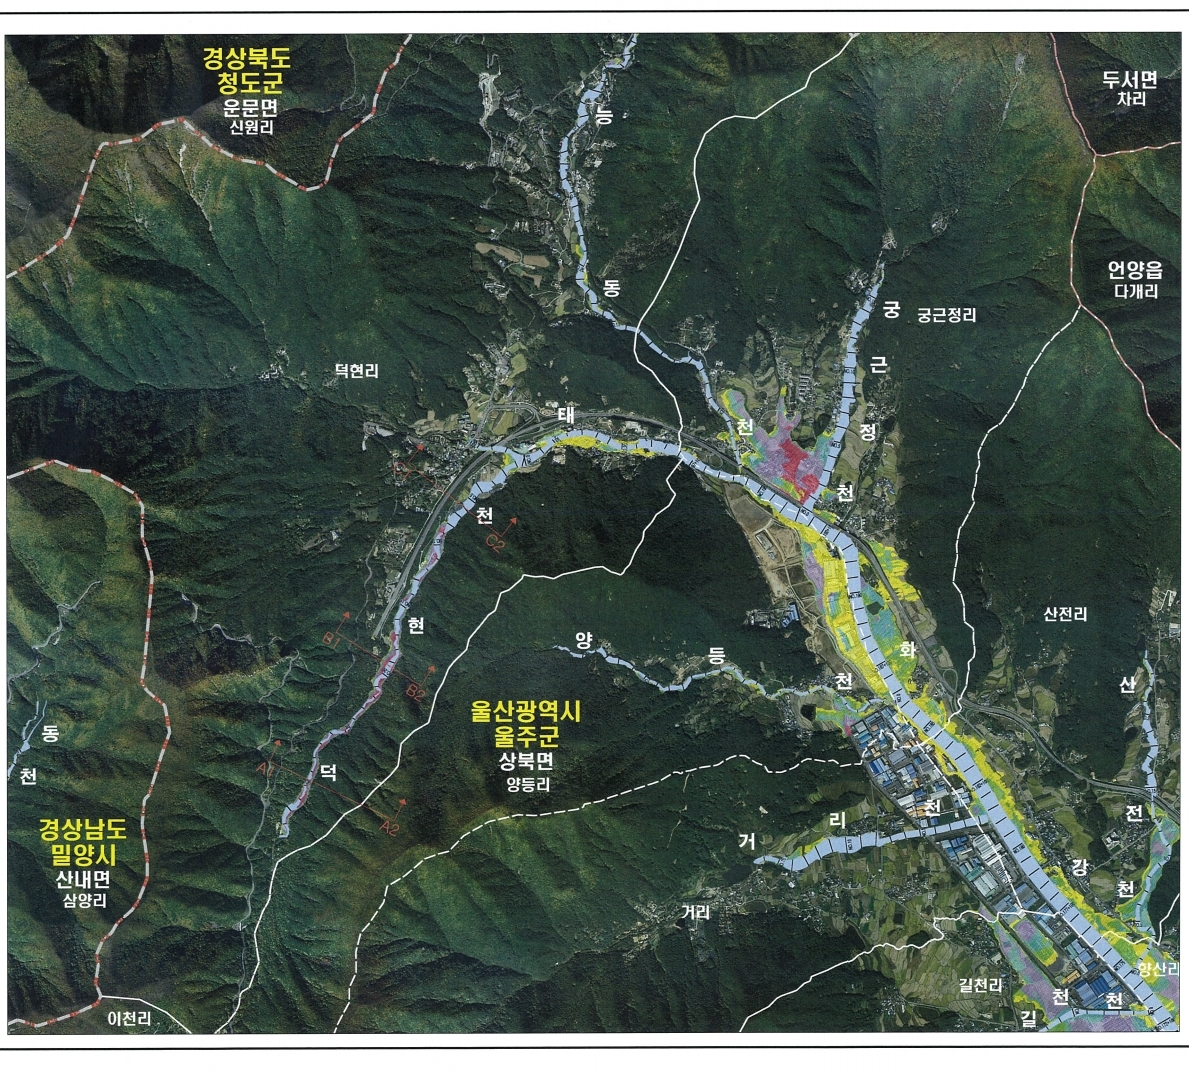 경상북도
청도군
운문면
신원리
두서면
차리
능
동
천
언양읍
다개리
궁
궁근정리
근
정
천
덕현리
태
화
강
천
현
덕
C2
B1
B2
A1
A2
양
등
천
산전리
산
전
천
동
천
울산광역시
울주군
상북면
양등리
경상남도
밀양시
산내면
삼양리
거
리
천
거리
향산리
길천리
길
천
천
이천리